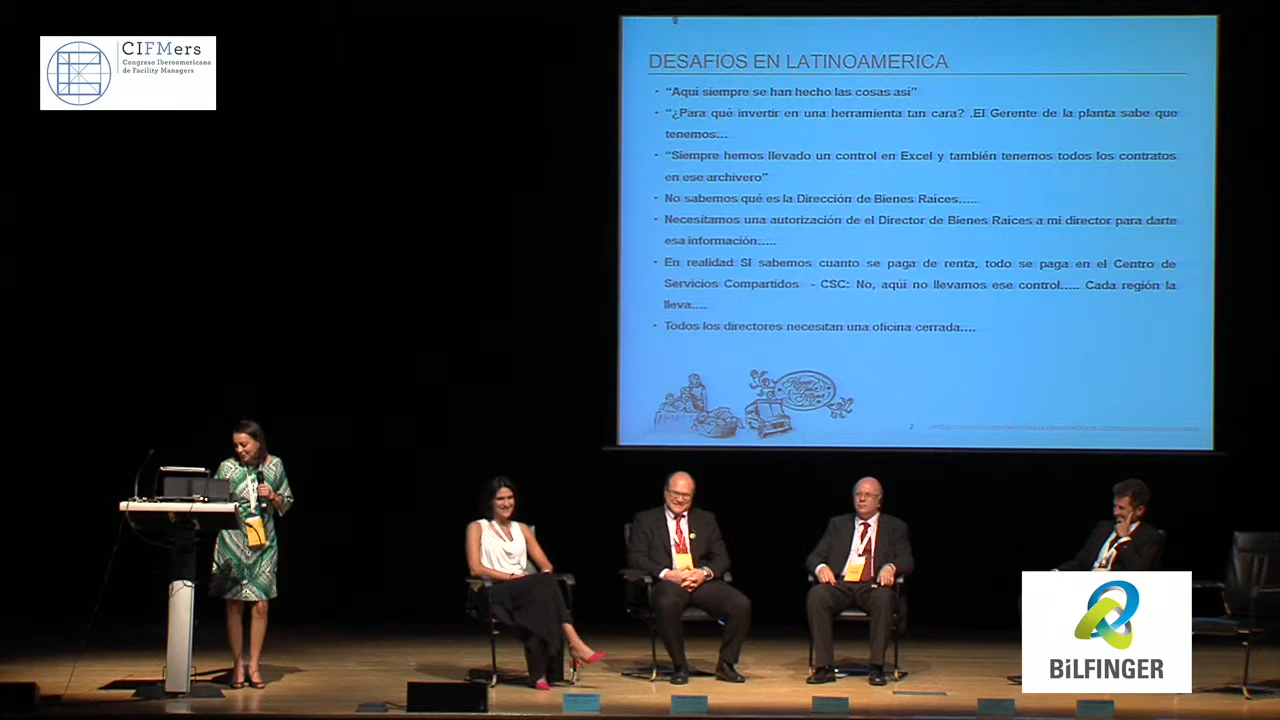 CIFMers
Congreso Iberoamericano
de Facility Managers
DESAFIOS EN LATINOAMERICA
• “Aquí siempre se han hecho las cosas así”
• “¿Para qué invertir en una herramienta tan cara? .El Gerente de la planta sabe que
tenemos…
• “Siempre hemos llevado un control en Excel y también tenemos todos los contratos
en ese archivero”
• No sabemos qué es la Dirección de Bienes Raíces…..
• Necesitamos una autorización de el Director de Bienes Raíces a mi director para darte
esa información…..
• En realidad SI sabemos cuanto se paga de renta, todo se paga en el Centro de
Servicios Compartidos - CSC: No, aqúi no llevamos ese control….. Cada región la
lleva….
• Todos los directores necesitan una oficina cerrada….
2
BiLFINGER